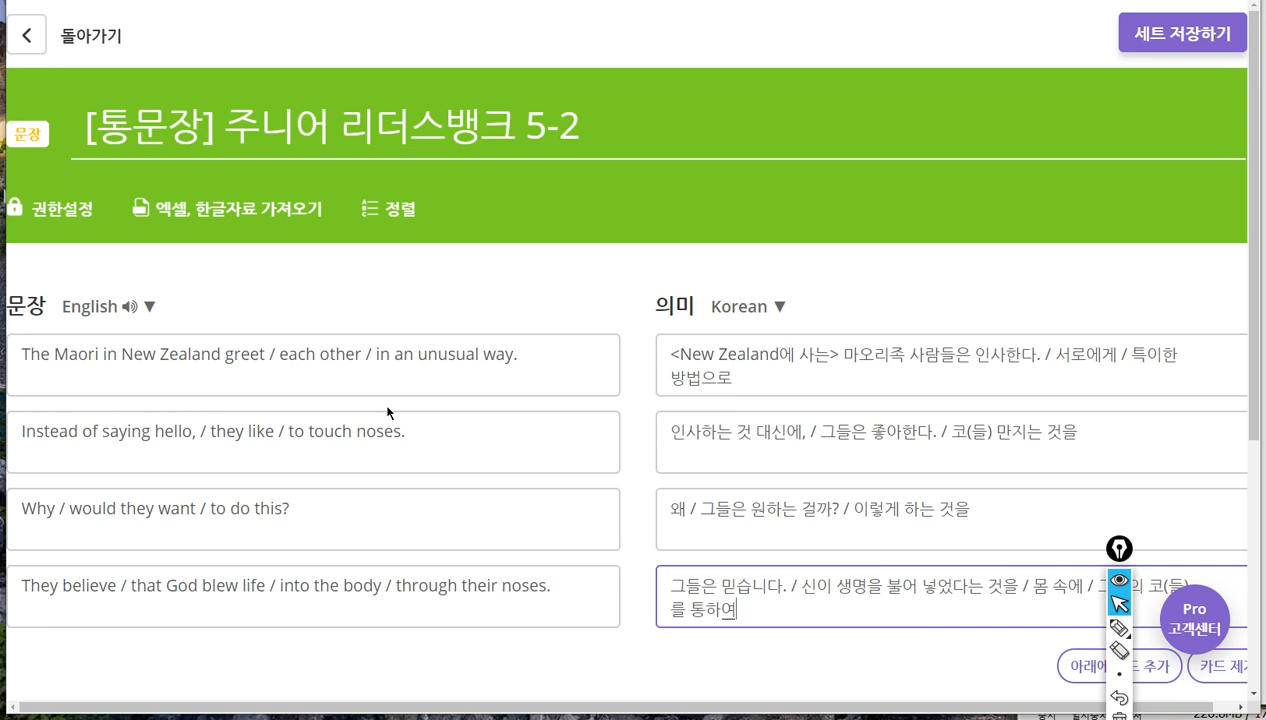 돌아가기
세트 저장하기
문장
[통문장] 주니어 리더스뱅크 5-2
권한설정
엑셀, 한글자료 가져오기
정렬
문장 English ▼
의미 Korean ▼
The Maori in New Zealand greet / each other / in an unusual way.
<New Zealand에 사는> 마오리족 사람들은 인사한다. / 서로에게 / 특이한
방법으로
Instead of saying hello, / they like / to touch noses.
인사하는 것 대신에, / 그들은 좋아한다. / 코(들) 만지는 것을
Why / would they want / to do this?
왜 / 그들은 원하는 걸까? / 이렇게 하는 것을
They believe / that God blew life / into the body / through their noses.
그들은 믿습니다. / 신이 생명을 불어 넣었다는 것을 / 몸 속에 / 코(들)
를 통하여
Pro
고객센터
추가
카드